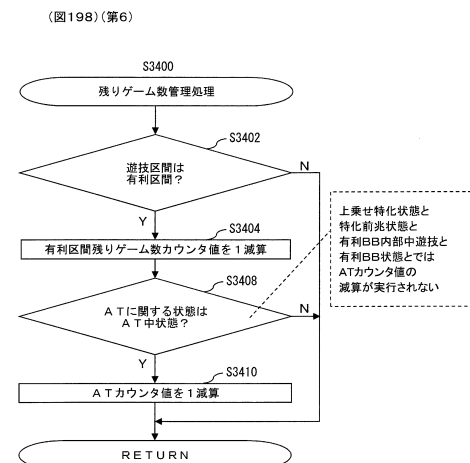 (図198)(第6)
S3400
残りゲーム数管理処理
S3402
遊技区間は
有利区間?
N
Y
S3404
有利区間残りゲーム数カウンタ値を1減算
S3408
ATに関する状態は
AT中状態?
N
Y
S3410
ATカウンタ値を1減算
RETURN
上乗せ特化状態と
特化前兆状態と
有利BB内部中遊技と
有利BB状態とでは
ATカウンタ値の
減算が実行されない